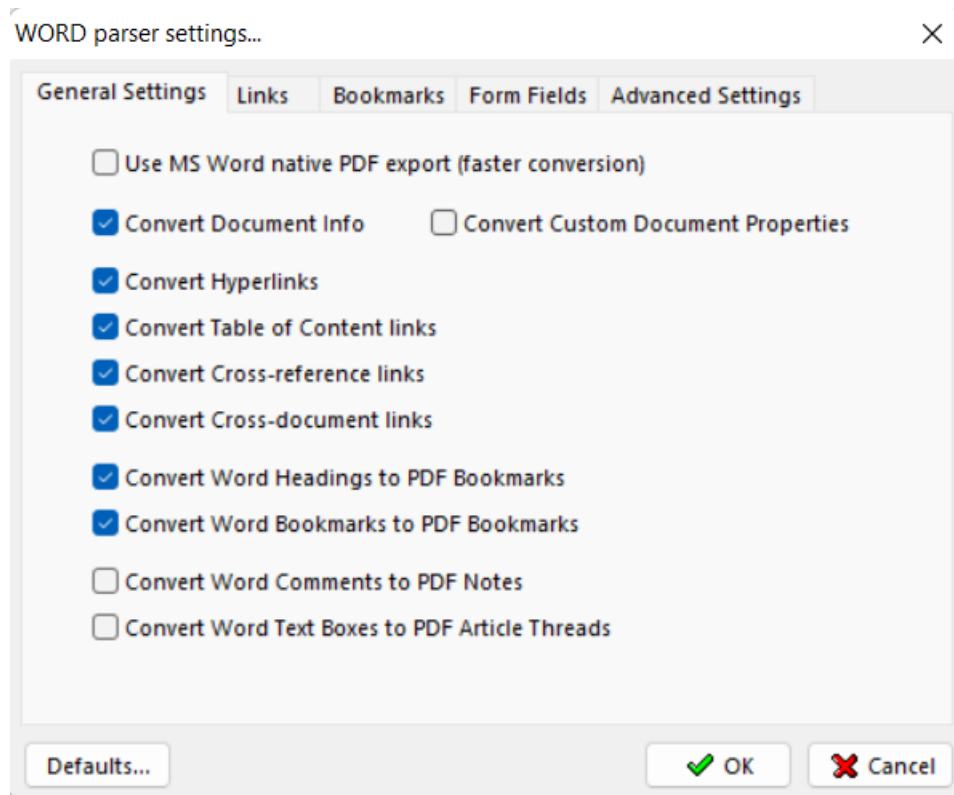 WORD parser settings...
General Settings Links Bookmarks Form Fields Advanced Settings
Use MS Word native PDF export (faster conversion)
Convert Document Info Convert Custom Document Properties
Convert Hyperlinks
Convert Table of Content links
Convert Cross-reference links
Convert Cross-document links
Convert Word Headings to PDF Bookmarks
Convert Word Bookmarks to PDF Bookmarks
Convert Word Comments to PDF Notes
Convert Word Text Boxes to PDF Article Threads
Defaults... OK Cancel